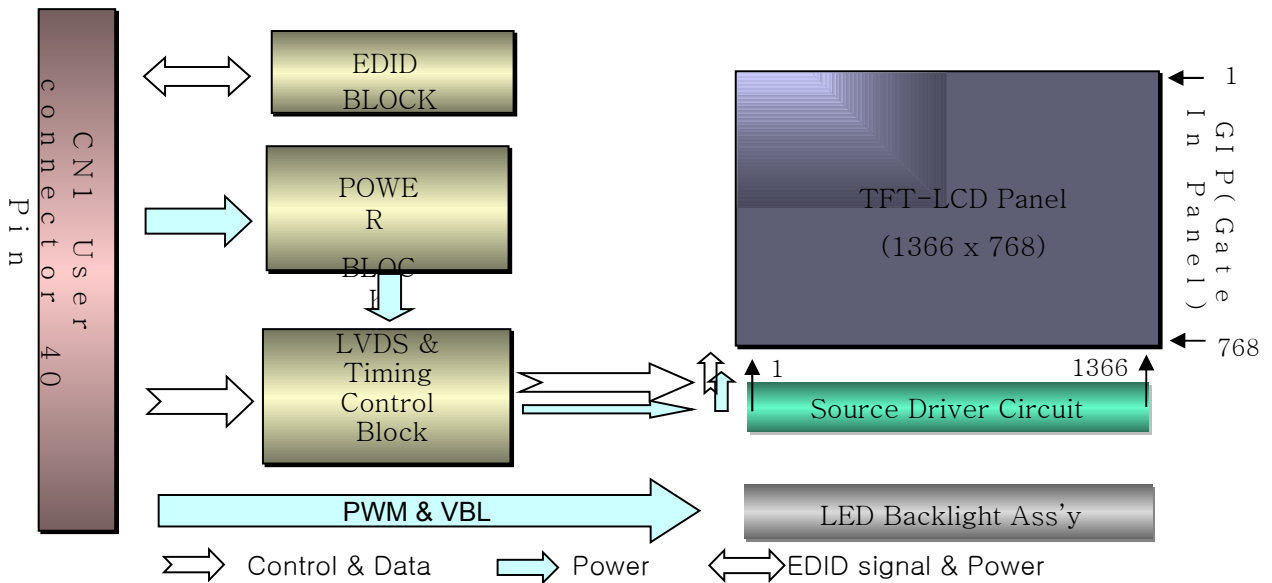 CN1 User
connector 40
Pin
EDID
BLOCK
POWE
R
BLOC
LVDS &
Timing
Control
Block
TFT-LCD Panel
(1366 x 768)
1
GIP(Gate
In Panel)
768
1
1366
Source Driver Circuit
PWM & VBL
LED Backlight Ass'y
Control & Data
Power
EDID signal & Power